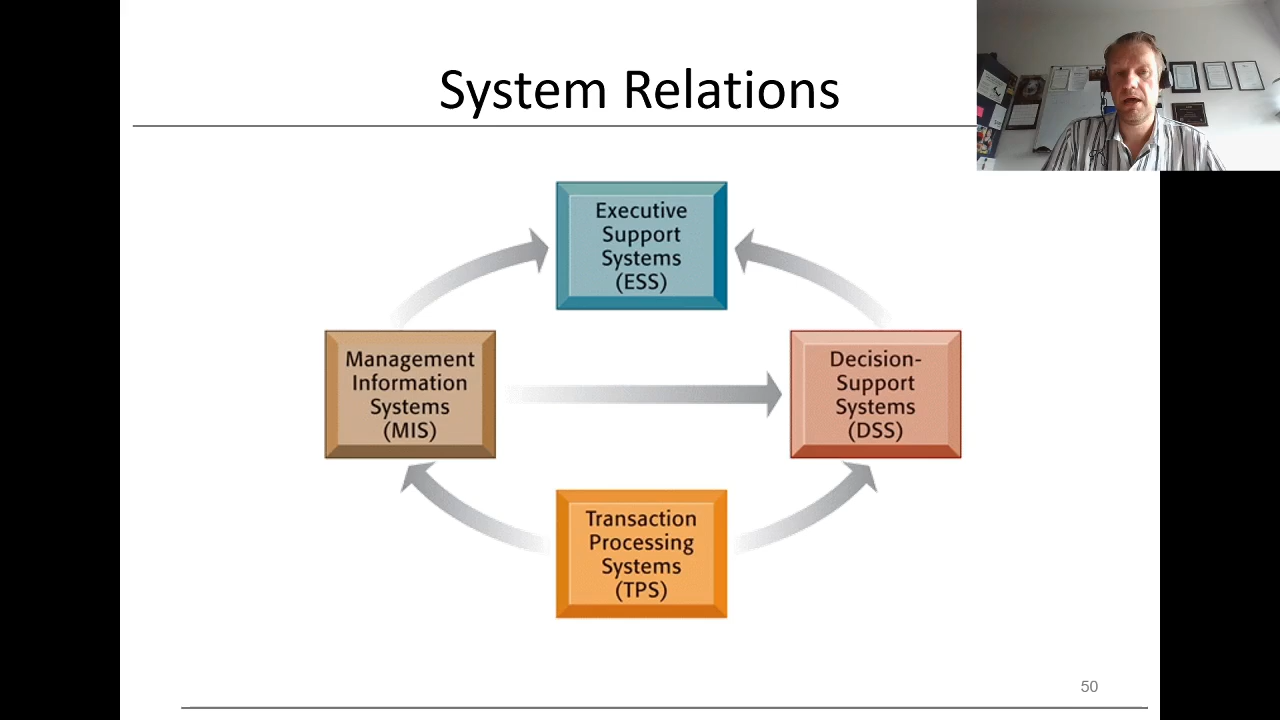 System Relations
Executive
Support
Systems
(ESS)
Management
Information
Systems
(MIS)
Decision-
Support
Systems
(DSS)
Transaction
Processing
Systems
(TPS)
50